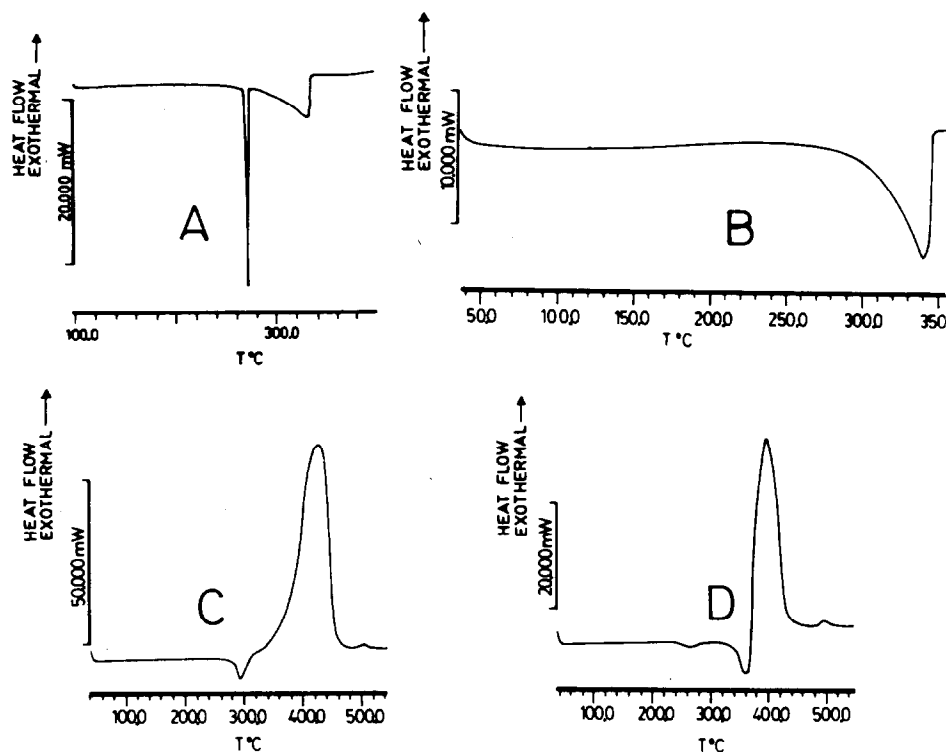 HEAT FLOW
EXOTHERMAL →
20.000 mW
A
100.0 300.0
T °C
HEAT FLOW
EXOTHERMAL →
10.000 mW
B
50.0 100.0 150.0 200.0 250.0 300.0 350
T °C
HEAT FLOW
EXOTHERMAL →
50.000 mW
C
100.0 200.0 300.0 400.0 500.0
T °C
HEAT FLOW
EXOTHERMAL →
20.000 mW
D
100.0 200.0 300.0 400.0 500.0
T °C